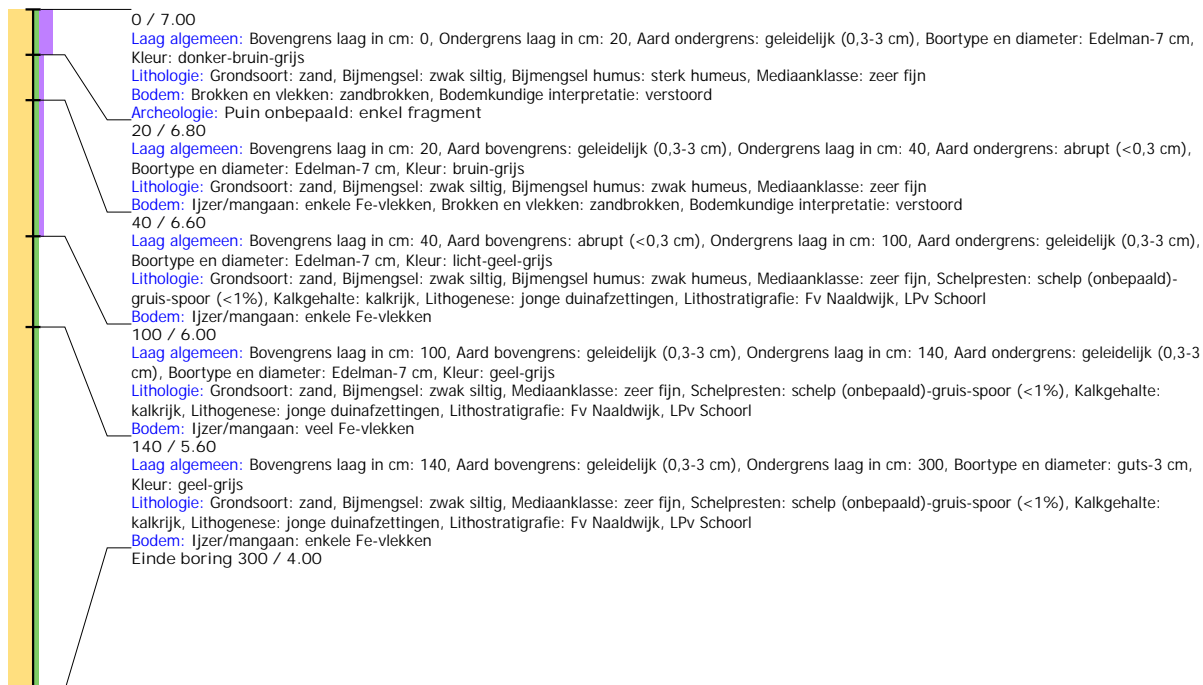 0 / 7.00
Laag algemeen: Bovengrens laag in cm: 0, Ondergrens laag in cm: 20, Aard ondergrens: geleidelijk (0,3-3 cm), Boortype en diameter: Edelman-7 cm,
Kleur: donker-bruin-grijs
Lithologie: Grondsoort: zand, Bijmengsel: zwak siltig, Bijmengsel humus: sterk humeus, Mediaanklasse: zeer fijn
Bodem: Brokken en vlekken: zandbrokken, Bodemkundige interpretatie: verstoord
Archeologie: Puin onbepaald: enkel fragment
20 / 6.80
Laag algemeen: Bovengrens laag in cm: 20, Aard bovengrens: geleidelijk (0,3-3 cm), Ondergrens laag in cm: 40, Aard ondergrens: abrupt (<0,3 cm),
Boortype en diameter: Edelman-7 cm, Kleur: bruin-grijs
Lithologie: Grondsoort: zand, Bijmengsel: zwak siltig, Bijmengsel humus: zwak humeus, Mediaanklasse: zeer fijn
Bodem: Ijzer/mangaan: enkele Fe-vlekken, Brokken en vlekken: zandbrokken, Bodemkundige interpretatie: verstoord
40 / 6.60
Laag algemeen: Bovengrens laag in cm: 40, Aard bovengrens: abrupt (<0,3 cm), Ondergrens laag in cm: 100, Aard ondergrens: geleidelijk (0,3-3 cm),
Boortype en diameter: Edelman-7 cm, Kleur: licht-geel-grijs
Lithologie: Grondsoort: zand, Bijmengsel: zwak siltig, Bijmengsel humus: zwak humeus, Mediaanklasse: zeer fijn, Schelpresten: schelp (onbepaald)-
gruis-spoor (<1%), Kalkgehalte: kalkrijk, Lithogenese: jonge duinafzettingen, Lithostratigrafie: Fv Naaldwijk, LPv Schoorl
Bodem: Ijzer/mangaan: enkele Fe-vlekken
100 / 6.00
Laag algemeen: Bovengrens laag in cm: 100, Aard bovengrens: geleidelijk (0,3-3 cm), Ondergrens laag in cm: 140, Aard ondergrens: geleidelijk (0,3-3
cm), Boortype en diameter: Edelman-7 cm, Kleur: geel-grijs
Lithologie: Grondsoort: zand, Bijmengsel: zwak siltig, Mediaanklasse: zeer fijn, Schelpresten: schelp (onbepaald)-gruis-spoor (<1%), Kalkgehalte:
kalkrijk, Lithogenese: jonge duinafzettingen, Lithostratigrafie: Fv Naaldwijk, LPv Schoorl
Bodem: Ijzer/mangaan: veel Fe-vlekken
140 / 5.60
Laag algemeen: Bovengrens laag in cm: 140, Aard bovengrens: geleidelijk (0,3-3 cm), Ondergrens laag in cm: 300, Boortype en diameter: guts-3 cm,
Kleur: geel-grijs
Lithologie: Grondsoort: zand, Bijmengsel: zwak siltig, Mediaanklasse: zeer fijn, Schelpresten: schelp (onbepaald)-gruis-spoor (<1%), Kalkgehalte:
kalkrijk, Lithogenese: jonge duinafzettingen, Lithostratigrafie: Fv Naaldwijk, LPv Schoorl
Bodem: Ijzer/mangaan: enkele Fe-vlekken
Einde boring 300 / 4.00